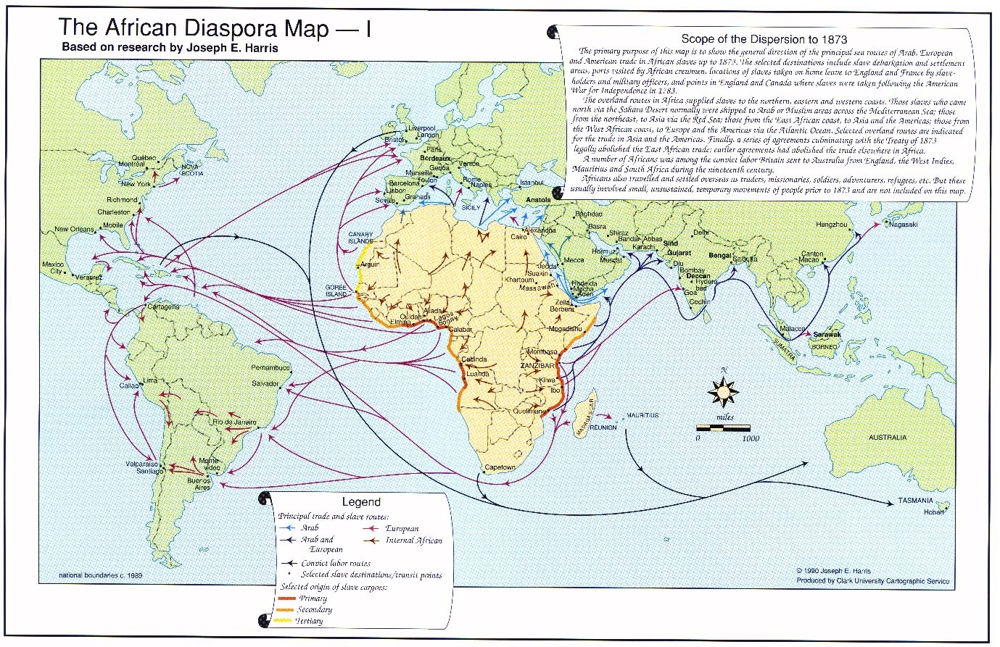 The African Diaspora Map — I
Based on research by Joseph E. Harris
Scope of the Dispersion to 1873
The primary purpose of this map is to show the general direction of the principal sea routes of Arab, European
and American trade in African slaves up to 1873. The selected destinations include slave debarkation and settlement
areas, ports visited by African crewmen, locations of slaves taken on home leave to England and France by slave-
holders and military officers, and points in England and Canada where slaves were taken following the American
War for Independence in 1783.
The overland routes in Africa supplied slaves to the northern, eastern and western coasts. Those slaves who came
north via the Sahara Desert normally were shipped to Arab or Muslim areas across the Mediterranean Sea; those
from the northeast, to Asia via the Red Sea; those from the East African coast, to Asia and the Americas; those from
the West African coast, to Europe and the Americas via the Atlantic Ocean. Selected overland routes are indicated
for the trade in Asia and the Americas. Finally, a series of agreements culminating with the Treaty of 1873
legally abolished the East African trade; earlier agreements had abolished the trade elsewhere in Africa.
A number of Africans was among the convict labor Britain sent to Australia from England, the West Indies,
Mauritius and South Africa during the nineteenth century.
Africans also travelled and settled overseas as traders, missionaries, soldiers, adventurers, refugees, etc. But these
usually involved small, unsustained, temporary movements of people prior to 1873 and are not included on this map.
Québec
Montréal
NOVA
SCOTIA
New York
Richmond
Charleston
New Orleans
Mobile
Mexico
City
Veracruz
Cartagena
Pernambuco
Salvador
Lima
Callao
Rio de Janeiro
Valparaiso
Santiago
Monte-
video
Buenos
Aires
Liverpool
London
Bristol
Paris
Bordeaux
Genoa
Venice
Marseille
Toulon
Barcelona
Rome
Naples
Lisbon
Seville
Granada
SICILY
Istanbul
Anatolia
CANARY
ISLANDS
Arguin
GORÉE
ISLAND
Elmina
Ouidah
Allada
Lagos
Bonny
Calabar
Cabinda
Luanda
Capetown
Alexandria
Cairo
Jedda
Suakin
Khartoum
Massawah
Mecca
Hodeida
Mocha
Aden
Zeila
Berbera
Mogadishu
Mombasa
ZANZIBAR
Kilwa
Ibo
Quelimane
MADAGASCAR
MAURITIUS
RÉUNION
Baghdad
Basra
Shiraz
Bandar Abbas
Hormuz
Muscat
Karachi
Sind
Gujarat
Delhi
Diu
Bombay
Deccan
Hydera-
bad
Goa
Cochin
Bengal
Calcutta
Canton
Macao
Hangzhou
Nagasaki
Malacca
SUMATRA
Sarawak
BORNEO
AUSTRALIA
TASMANIA
Hobart
N
miles
0 1000
Legend
Principal trade and slave routes:
Arab
European
Arab and
European
Internal African
Convict labor routes
Selected slave destinations/transit points
Selected origin of slave cargoes:
Primary
Secondary
Tertiary
national boundaries c. 1989
© 1990 Joseph E. Harris
Produced by Clark University Cartographic Service